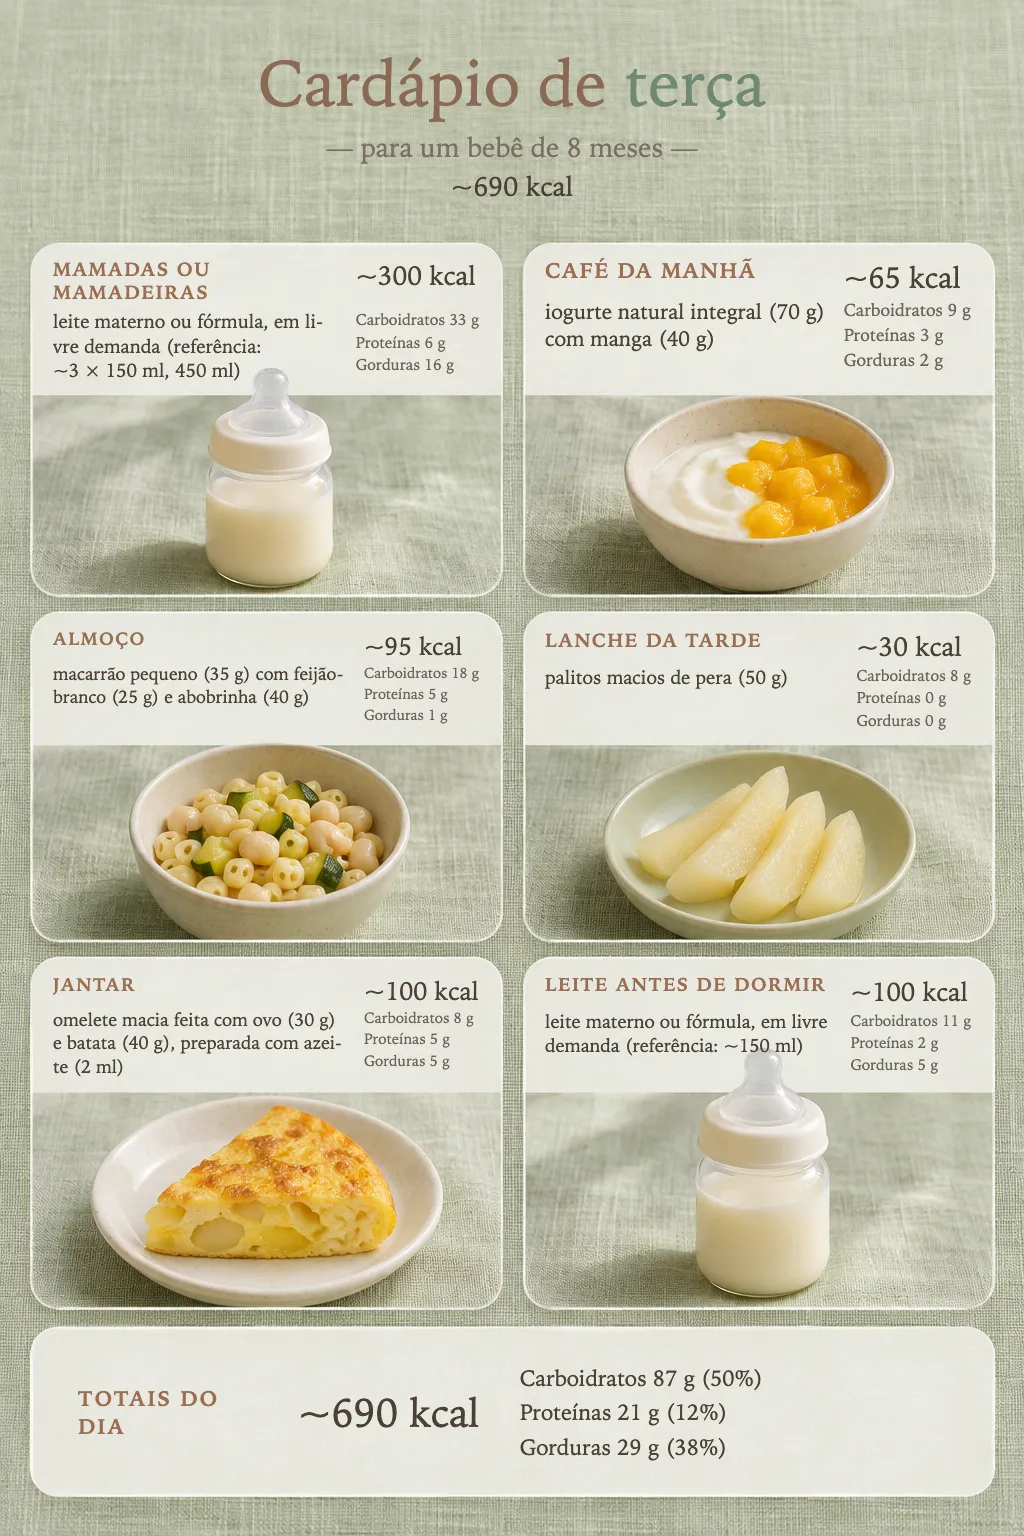 Cardápio de terça
— para um bebê de 8 meses —
~690 kcal
MAMADAS OU
MAMADEIRAS
~300 kcal
leite materno ou fórmula, em li-
vre demanda (referência:
~3 × 150 ml, 450 ml)
Carboidratos 33 g
Proteínas 6 g
Gorduras 16 g
CAFÉ DA MANHÃ
~65 kcal
iogurte natural integral (70 g)
com manga (40 g)
Carboidratos 9 g
Proteínas 3 g
Gorduras 2 g
ALMOÇO
~95 kcal
macarrão pequeno (35 g) com feijão-
branco (25 g) e abobrinha (40 g)
Carboidratos 18 g
Proteínas 5 g
Gorduras 1 g
LANCHE DA TARDE
~30 kcal
palitos macios de pera (50 g)
Carboidratos 8 g
Proteínas 0 g
Gorduras 0 g
JANTAR
~100 kcal
omelete macia feita com ovo (30 g)
e batata (40 g), preparada com azei-
te (2 ml)
Carboidratos 8 g
Proteínas 5 g
Gorduras 5 g
LEITE ANTES DE DORMIR
~100 kcal
leite materno ou fórmula, em livre
demanda (referência: ~150 ml)
Carboidratos 11 g
Proteínas 2 g
Gorduras 5 g
TOTAIS DO
DIA
~690 kcal
Carboidratos 87 g (50%)
Proteínas 21 g (12%)
Gorduras 29 g (38%)